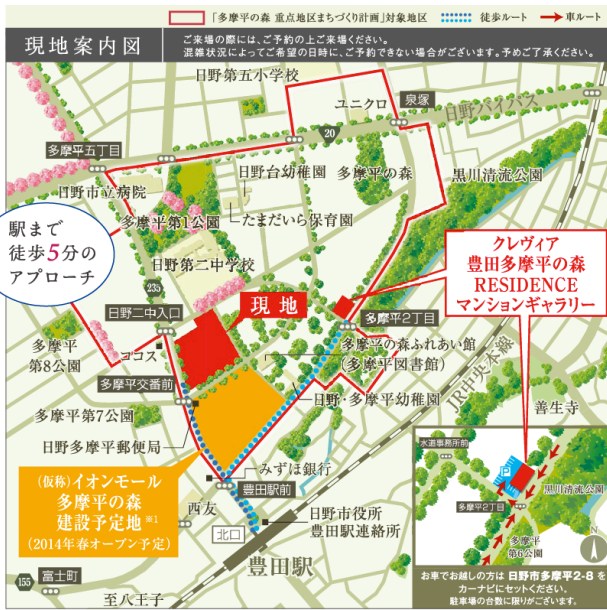 「多摩平の森 重点地区まちづくり計画」対象地区 徒歩ルート 車ルート
現地案内図
ご来場の際には、ご予約の上ご来場ください。
混雑状況によってご希望の日時に、ご予約できない場合がございます。予めご了承ください。
日野第五小学校
ユニクロ
泉塚
日野バイパス
20
多摩平五丁目
日野市立病院
日野台幼稚園
多摩平の森
黒川清流公園
多摩平第1公園
たまだいら保育園
駅まで
徒歩5分の
アプローチ
日野第二中学校
235
クレヴィア
豊田多摩平の森
RESIDENCE
マンションギャラリー
現地
日野二中入口
多摩平2丁目
多摩平
第8公園
ココス
多摩平の森ふれあい館
(多摩平図書館)
JR中央本線
多摩平交番前
日野・多摩平幼稚園
善生寺
多摩平第7公園
日野多摩平郵便局
水道事務所前
P
黒川清流公園
多摩平2丁目
多摩平
第6公園
みずほ銀行
(仮称)イオンモール
多摩平の森
建設予定地※1
(2014年春オープン予定)
豊田駅前
西友
日野市役所
豊田駅連絡所
北口
豊田駅
155
富士町
至八王子
N
お車でお越しの方は 日野市多摩平2-8 を
カーナビにセットください。
駐車場の台数に限りがございます。